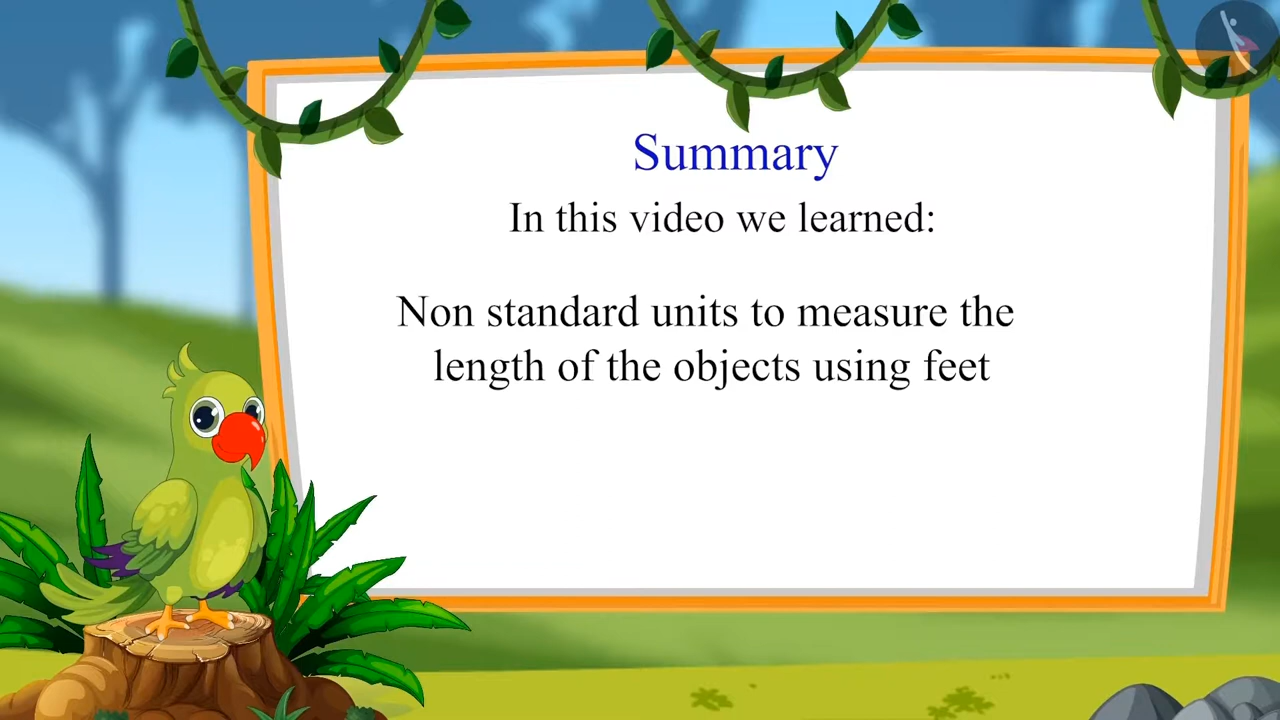 Summary
In this video we learned:
Non standard units to measure the
length of the objects using feet